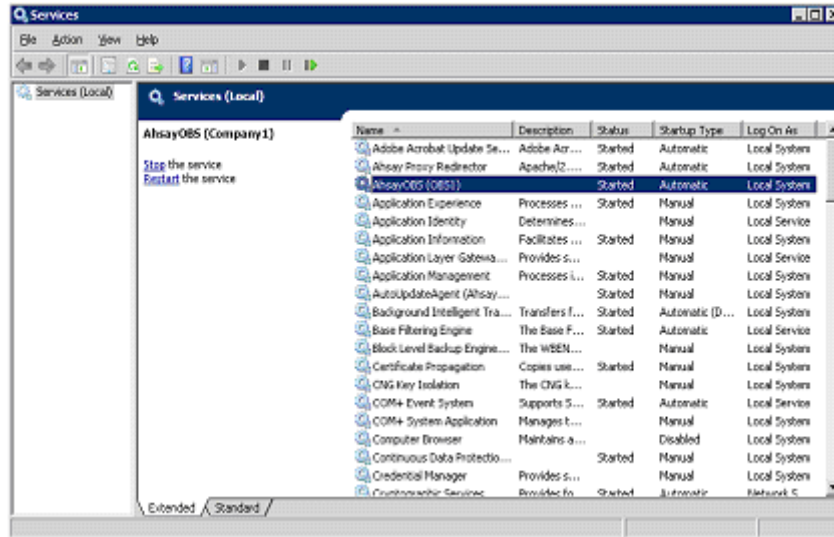 Services
File Action View Help
Services (Local)
Services (Local)
AhsayOBS (Company1)
Stop the service
Restart the service
Name Description Status Startup Type Log On As
Adobe Acrobat Update Se... Adobe Acr... Started Automatic Local System
Ahsay Proxy Redirector Apache/2.... Started Automatic Local System
AhsayOBS (OBS1) Started Automatic Local System
Application Experience Processes ... Started Manual Local System
Application Identity Determines... Manual Local Service
Application Information Facilitates ... Started Manual Local System
Application Layer Gatewa... Provides s... Manual Local Service
Application Management Processes i... Started Manual Local System
AutoUpdateAgent (Ahsay... Started Manual Local System
Background Intelligent Tra... Transfers f... Started Automatic (D... Local System
Base Filtering Engine The Base F... Started Automatic Local Service
Block Level Backup Engine... The WBEN... Manual Local System
Certificate Propagation Copies use... Started Manual Local System
CNG Key Isolation The CNG k... Manual Local System
COM+ Event System Supports S... Started Automatic Local Service
COM+ System Application Manages t... Manual Local System
Computer Browser Maintains a... Disabled Local System
Continuous Data Protectio... Started Manual Local System
Credential Manager Provides s... Manual Local System
Cryptographic Services Provides fo... Started Automatic Network S...
Extended Standard